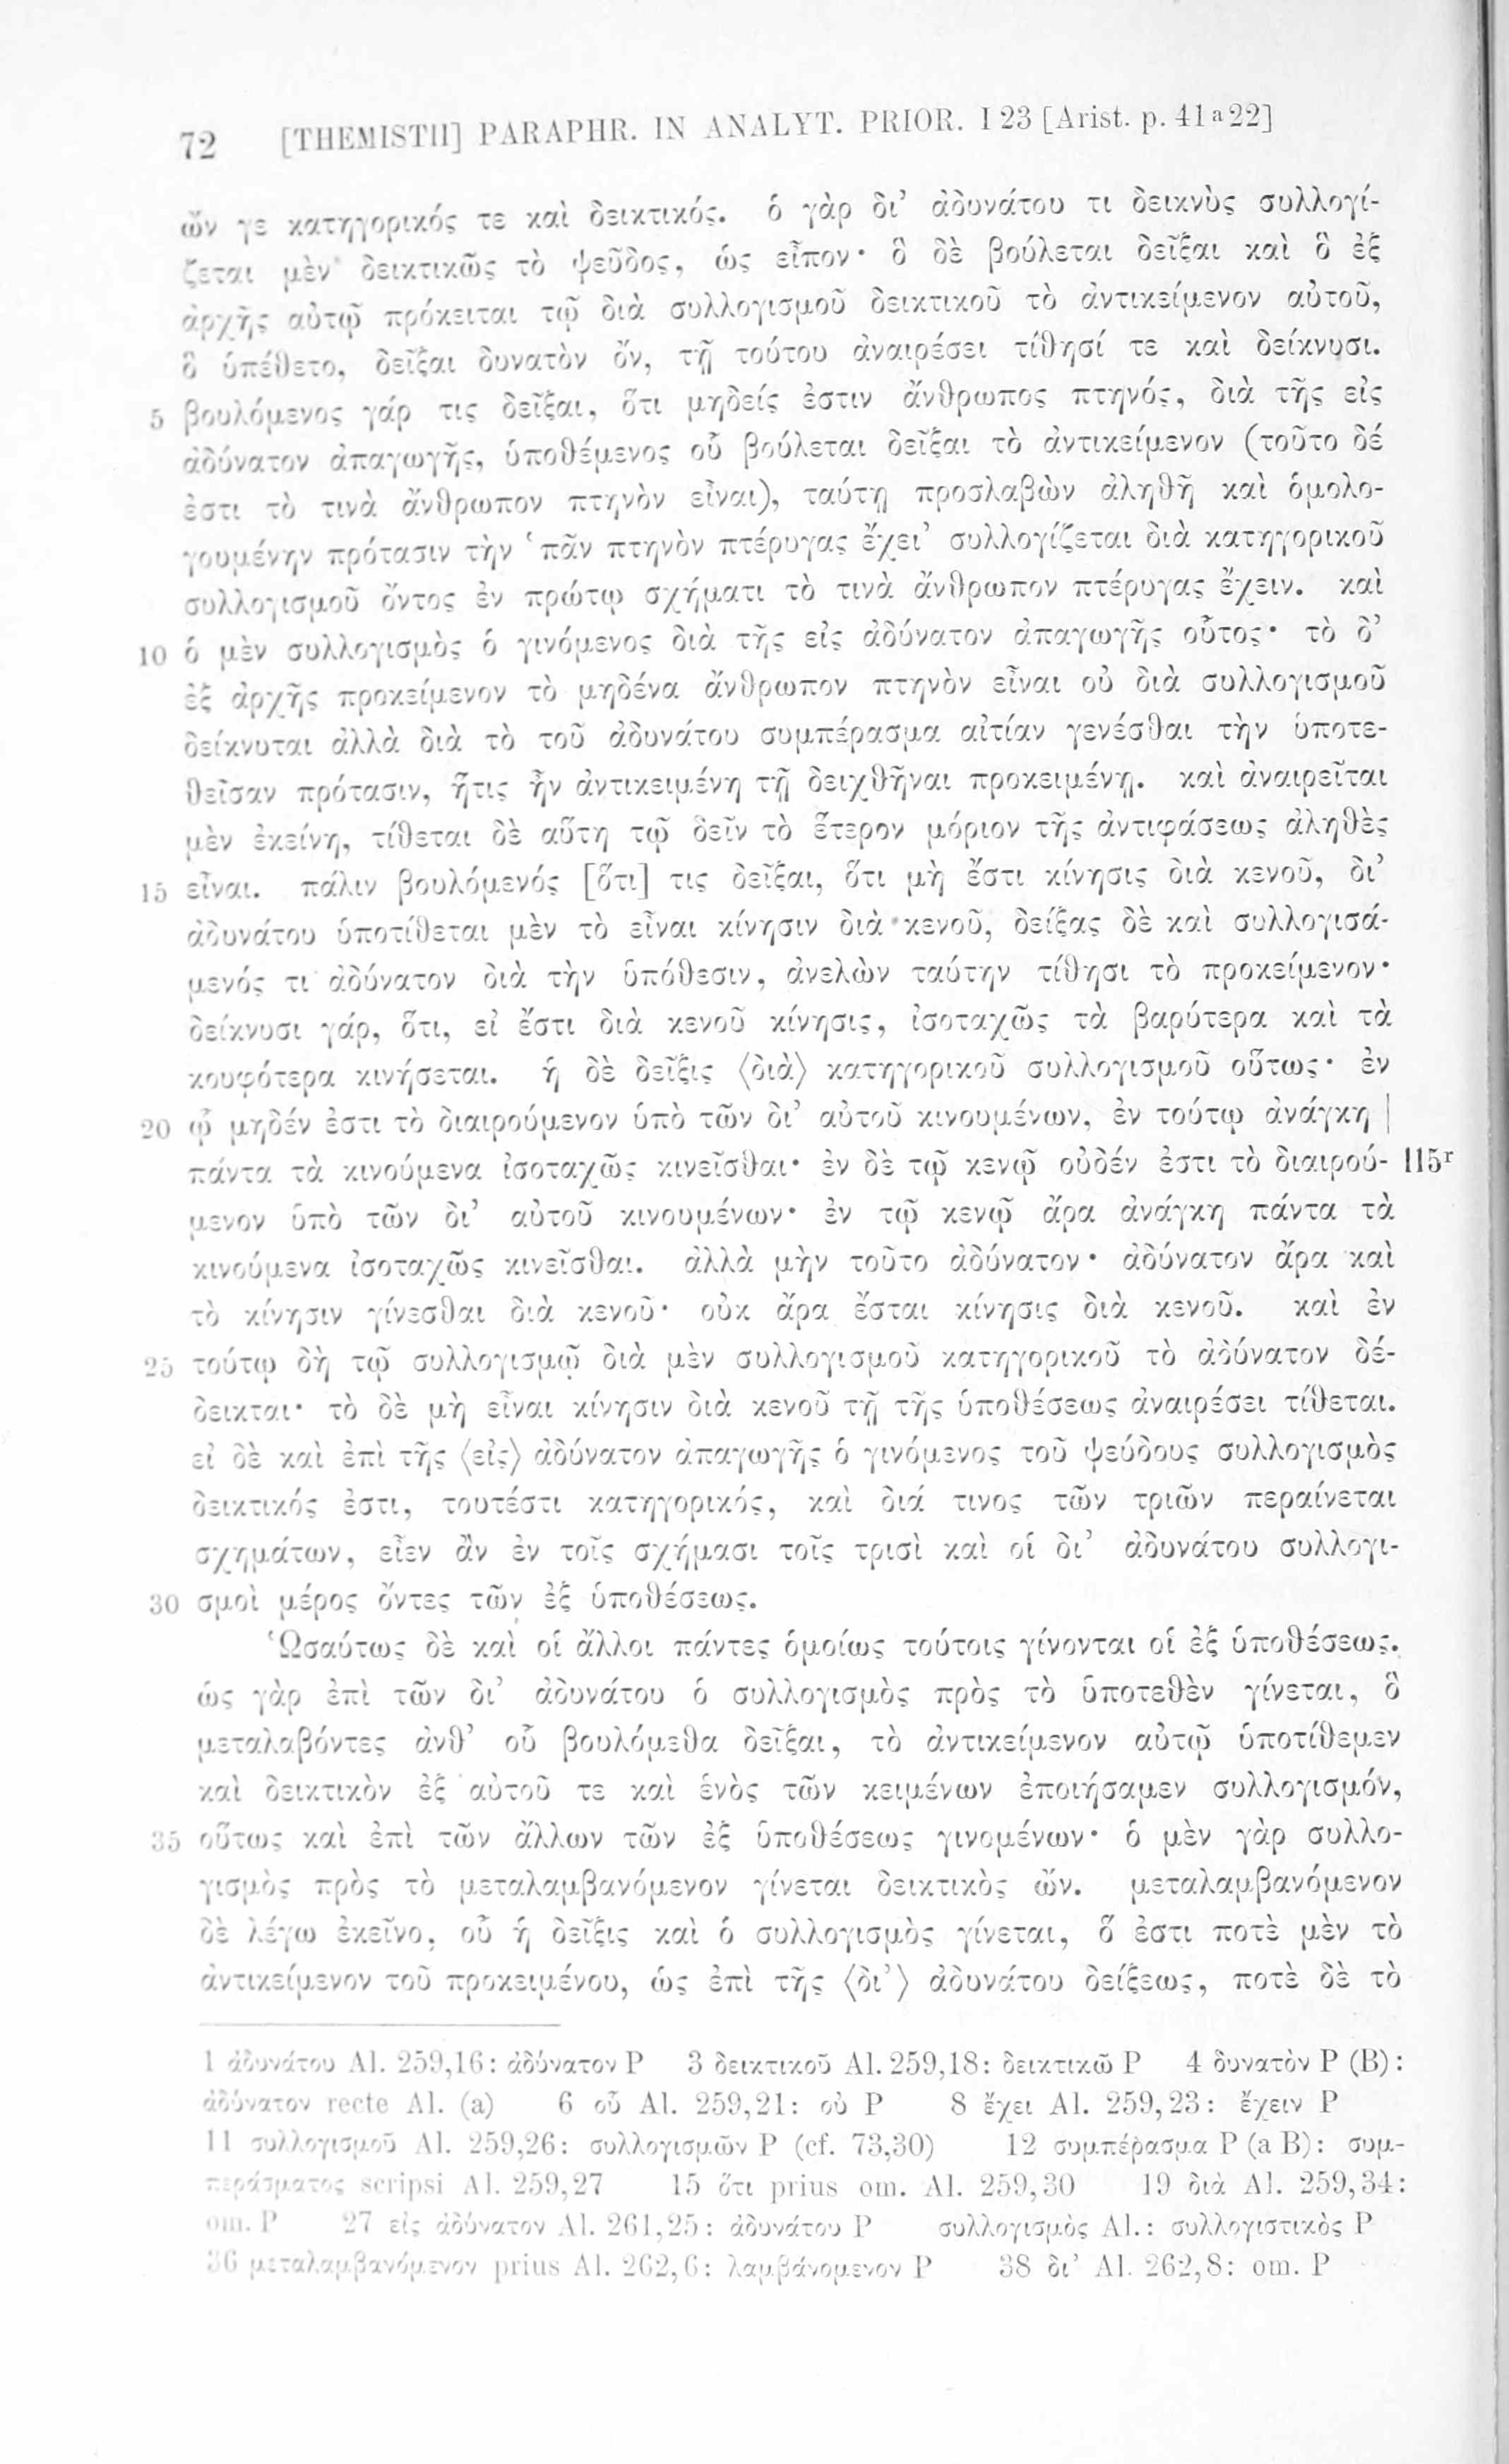 72 [THEMISTII] PARAPHR. IN ANALYT. PRIOR. I 23 [Arist. p. 41a22]
ὤν γε κατηγορικός τε καὶ δεικτικός. ὁ γὰρ δι’ ἀδυνάτου τι δεικνὺς συλλογί-
ζεται μὲν δεικτικῶς τὸ ψεῦδος, ὡς εἶπον· ὃ δὲ βούλεται δεῖξαι καὶ ὃ ἐξ
ἀρχῆς αὐτῷ πρόκειται τῷ διὰ συλλογισμοῦ δεικτικοῦ τὸ ἀντικείμενον αὐτοῦ,
ὃ ὑπέθετο, δεῖξαι δυνατὸν ὄν, τῇ τούτου ἀναιρέσει τίθησί τε καὶ δείκνυσι.
5 βουλόμενος γάρ τις δεῖξαι, ὅτι μηδείς ἐστιν ἄνθρωπος πτηνός, διὰ τῆς εἰς
ἀδύνατον ἀπαγωγῆς, ὑποθέμενος οὗ βούλεται δεῖξαι τὸ ἀντικείμενον (τοῦτο δέ
ἐστι τὸ τινὰ ἄνθρωπον πτηνὸν εἶναι), ταύτῃ προσλαβὼν ἀληθῆ καὶ ὁμολο-
γουμένην πρότασιν τὴν ‘πᾶν πτηνὸν πτέρυγας ἔχει’ συλλογίζεται διὰ κατηγορικοῦ
συλλογισμοῦ ὄντος ἐν πρώτῳ σχήματι τὸ τινὰ ἄνθρωπον πτέρυγας ἔχειν. καὶ
10 ὁ μὲν συλλογισμὸς ὁ γινόμενος διὰ τῆς εἰς ἀδύνατον ἀπαγωγῆς οὗτος· τὸ δ’
ἐξ ἀρχῆς προκείμενον τὸ μηδένα ἄνθρωπον πτηνὸν εἶναι οὐ διὰ συλλογισμοῦ
δείκνυται ἀλλὰ διὰ τὸ τοῦ ἀδυνάτου συμπέρασμα αἰτίαν γενέσθαι τὴν ὑποτε-
θεῖσαν πρότασιν, ἥτις ἦν ἀντικειμένη τῇ δειχθῆναι προκειμένῃ. καὶ ἀναιρεῖται
μὲν ἐκείνη, τίθεται δὲ αὕτη τῷ δεῖν τὸ ἕτερον μόριον τῆς ἀντιφάσεως ἀληθὲς
15 εἶναι. πάλιν βουλόμενός [ὅτι] τις δεῖξαι, ὅτι μὴ ἔστι κίνησις διὰ κενοῦ, δι’
ἀδυνάτου ὑποτίθεται μὲν τὸ εἶναι κίνησιν διὰ κενοῦ, δείξας δὲ καὶ συλλογισά-
μενός τι ἀδύνατον διὰ τὴν ὑπόθεσιν, ἀνελὼν ταύτην τίθησι τὸ προκείμενον·
δείκνυσι γάρ, ὅτι, εἰ ἔστι διὰ κενοῦ κίνησις, ἰσοταχῶς τὰ βαρύτερα καὶ τὰ
κουφότερα κινήσεται. ἡ δὲ δεῖξις ⟨διὰ⟩ κατηγορικοῦ συλλογισμοῦ οὕτως· ἐν
20 ᾧ μηδέν ἐστι τὸ διαιρούμενον ὑπὸ τῶν δι’ αὐτοῦ κινουμένων, ἐν τούτῳ ἀνάγκη |
πάντα τὰ κινούμενα ἰσοταχῶς κινεῖσθαι· ἐν δὲ τῷ κενῷ οὐδέν ἐστι τὸ διαιρού- 115r
μενον ὑπὸ τῶν δι’ αὐτοῦ κινουμένων· ἐν τῷ κενῷ ἄρα ἀνάγκη πάντα τὰ
κινούμενα ἰσοταχῶς κινεῖσθαι. ἀλλὰ μὴν τοῦτο ἀδύνατον· ἀδύνατον ἄρα καὶ
τὸ κίνησιν γίνεσθαι διὰ κενοῦ· οὐκ ἄρα ἔσται κίνησις διὰ κενοῦ. καὶ ἐν
25 τούτῳ δὴ τῷ συλλογισμῷ διὰ μὲν συλλογισμοῦ κατηγορικοῦ τὸ ἀδύνατον δέ-
δεικται· τὸ δὲ μὴ εἶναι κίνησιν διὰ κενοῦ τῇ τῆς ὑποθέσεως ἀναιρέσει τίθεται.
εἰ δὲ καὶ ἐπὶ τῆς ⟨εἰς⟩ ἀδύνατον ἀπαγωγῆς ὁ γινόμενος τοῦ ψεύδους συλλογισμὸς
δεικτικός ἐστι, τουτέστι κατηγορικός, καὶ διά τινος τῶν τριῶν περαίνεται
σχημάτων, εἶεν ἂν ἐν τοῖς σχήμασι τοῖς τρισὶ καὶ οἱ δι’ ἀδυνάτου συλλογι-
30 σμοὶ μέρος ὄντες τῶν ἐξ ὑποθέσεως.
Ὡσαύτως δὲ καὶ οἱ ἄλλοι πάντες ὁμοίως τούτοις γίνονται οἱ ἐξ ὑποθέσεως.
ὡς γὰρ ἐπὶ τῶν δι’ ἀδυνάτου ὁ συλλογισμὸς πρὸς τὸ ὑποτεθὲν γίνεται, ὃ
μεταλαβόντες ἀνθ’ οὗ βουλόμεθα δεῖξαι, τὸ ἀντικείμενον αὐτῷ ὑποτίθεμεν
καὶ δεικτικὸν ἐξ αὐτοῦ τε καὶ ἑνὸς τῶν κειμένων ἐποιήσαμεν συλλογισμόν,
35 οὕτως καὶ ἐπὶ τῶν ἄλλων τῶν ἐξ ὑποθέσεως γινομένων· ὁ μὲν γὰρ συλλο-
γισμὸς πρὸς τὸ μεταλαμβανόμενον γίνεται δεικτικὸς ὤν. μεταλαμβανόμενον
δὲ λέγω ἐκεῖνο, οὗ ἡ δεῖξις καὶ ὁ συλλογισμὸς γίνεται, ὅ ἐστι ποτὲ μὲν τὸ
ἀντικείμενον τοῦ προκειμένου, ὡς ἐπὶ τῆς ⟨δι’⟩ ἀδυνάτου δείξεως, ποτὲ δὲ τὸ
1 ἀδυνάτου Al. 259,16: ἀδύνατον P 3 δεικτικοῦ Al. 259,18: δεικτικῶ P 4 δυνατὸν P (B):
ἀδύνατον recte Al. (a) 6 οὗ Al. 259,21: οὐ P 8 ἔχει Al. 259,23: ἔχειν P
11 συλλογισμοῦ Al. 259,26: συλλογισμῶν P (cf. 73,30) 12 συμπέρασμα P (a B): συμ-
περάσματος scripsi Al. 259,27 15 ὅτι prius om. Al. 259,30 19 διὰ Al. 259,34:
om. P 27 εἰς ἀδύνατον Al. 261,25: ἀδυνάτου P συλλογισμὸς Al.: συλλογιστικὸς P
36 μεταλαμβανόμενον prius Al. 262,6: λαμβάνομενον P 38 δι’ Al. 262,8: om. P